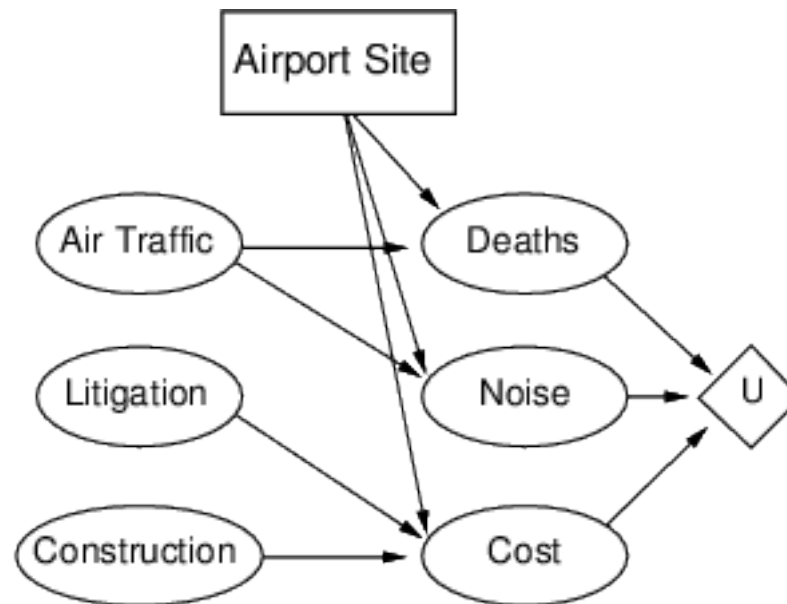 Airport Site
Air Traffic
Deaths
Litigation
Noise
U
Construction
Cost